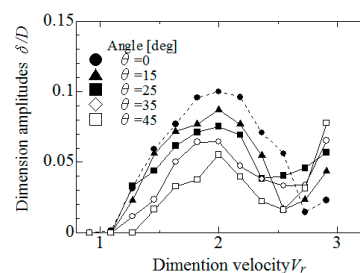 0.15
Angle [deg]
θ =0
θ =15
θ =25
θ =35
θ =45
0.1
0.05
0
1
2
3
Dimension amplitudes δ/D
Dimention velocityVr